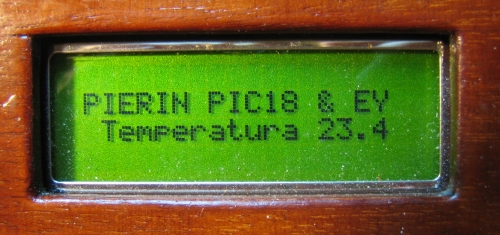 PIERIN PIC18 & EY
Temperatura 23.4